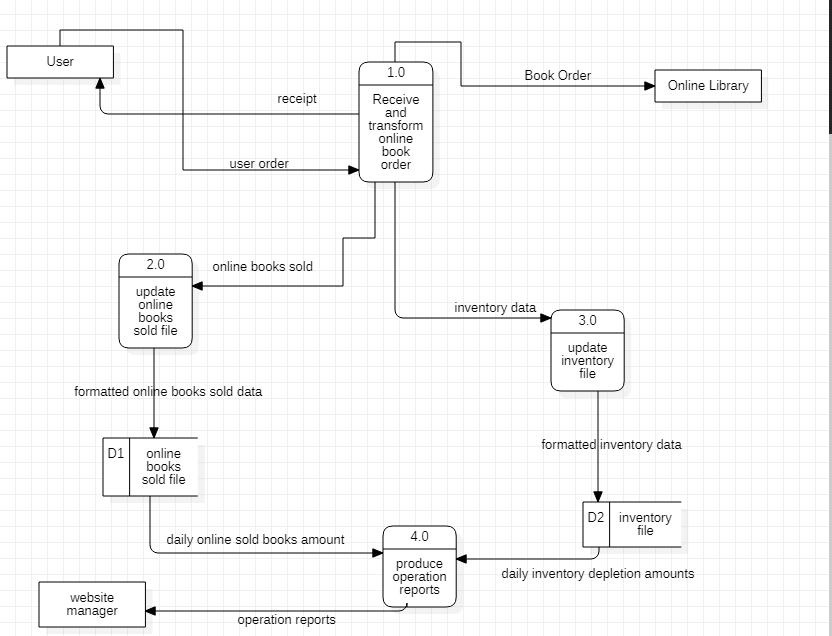 User
1.0
Receive
and
transform
online
book
order
Book Order
Online Library
receipt
user order
2.0
update
online
books
sold file
online books sold
inventory data
3.0
update
inventory
file
formatted online books sold data
formatted inventory data
D1
online
books
sold file
D2
inventory
file
daily online sold books amount
4.0
produce
operation
reports
daily inventory depletion amounts
website
manager
operation reports